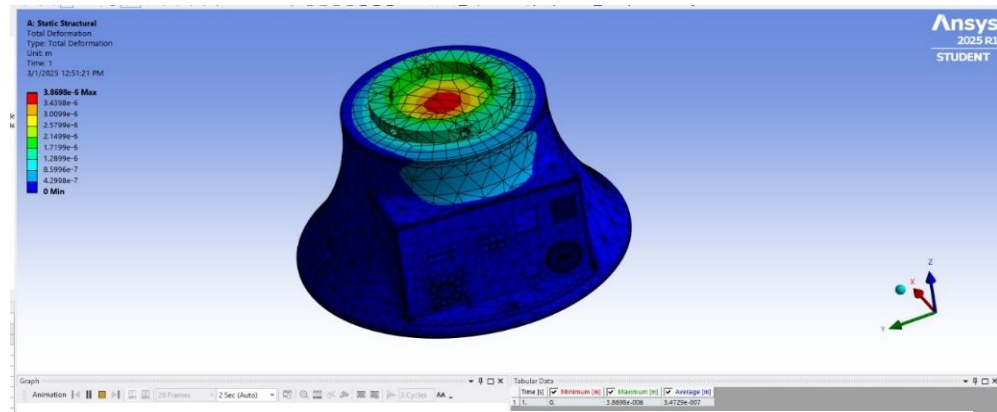 A: Static Structural
Total Deformation
Type: Total Deformation
Unit: m
Time: 1
3/1/2025 12:51:21 PM
3.8698e-6 Max
3.4398e-6
3.0099e-6
2.5799e-6
2.1499e-6
1.7199e-6
1.2899e-6
8.5996e-7
4.2998e-7
0 Min
Ansys
2025 R1
STUDENT
Z
X
Y
Graph
Animation 20 Frames 2 Sec (Auto) 3 Cycles
Tabular Data
Time [s] Minimum [m] Maximum [m] Average [m]
1 1. 0. 3.8698e-006 3.4729e-007